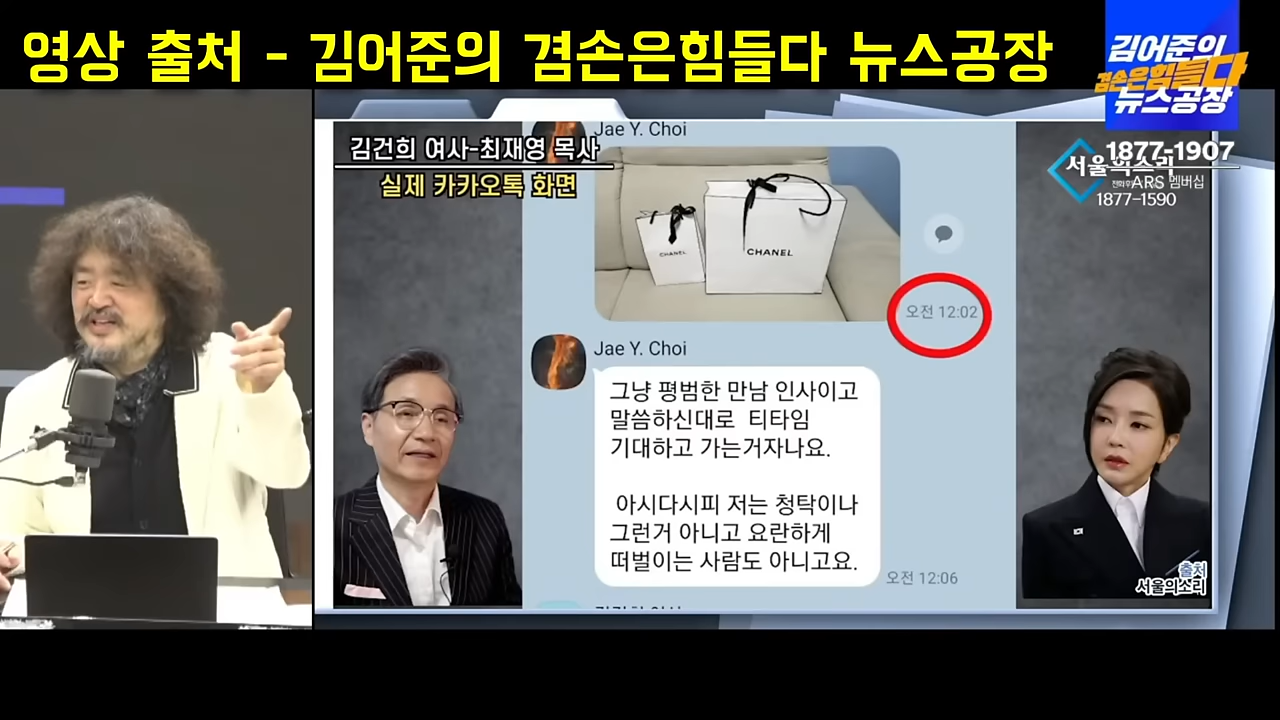 영상 출처 - 김어준의 겸손은힘들다 뉴스공장
김어준의
겸손은힘들다
뉴스공장
1877-1907
ARS 멤버십
1877-1590
김건희 여사-최재영 목사
실제 카카오톡 화면
Jae Y. Choi
CHANEL
CHANEL
오전 12:02
Jae Y. Choi
그냥 평범한 만남 인사이고
말씀하신대로 티타임
기대하고 가는거자나요.
아시다시피 저는 청탁이나
그런거 아니고 요란하게
떠벌이는 사람도 아니고요.
오전 12:06
출처
서울의소리